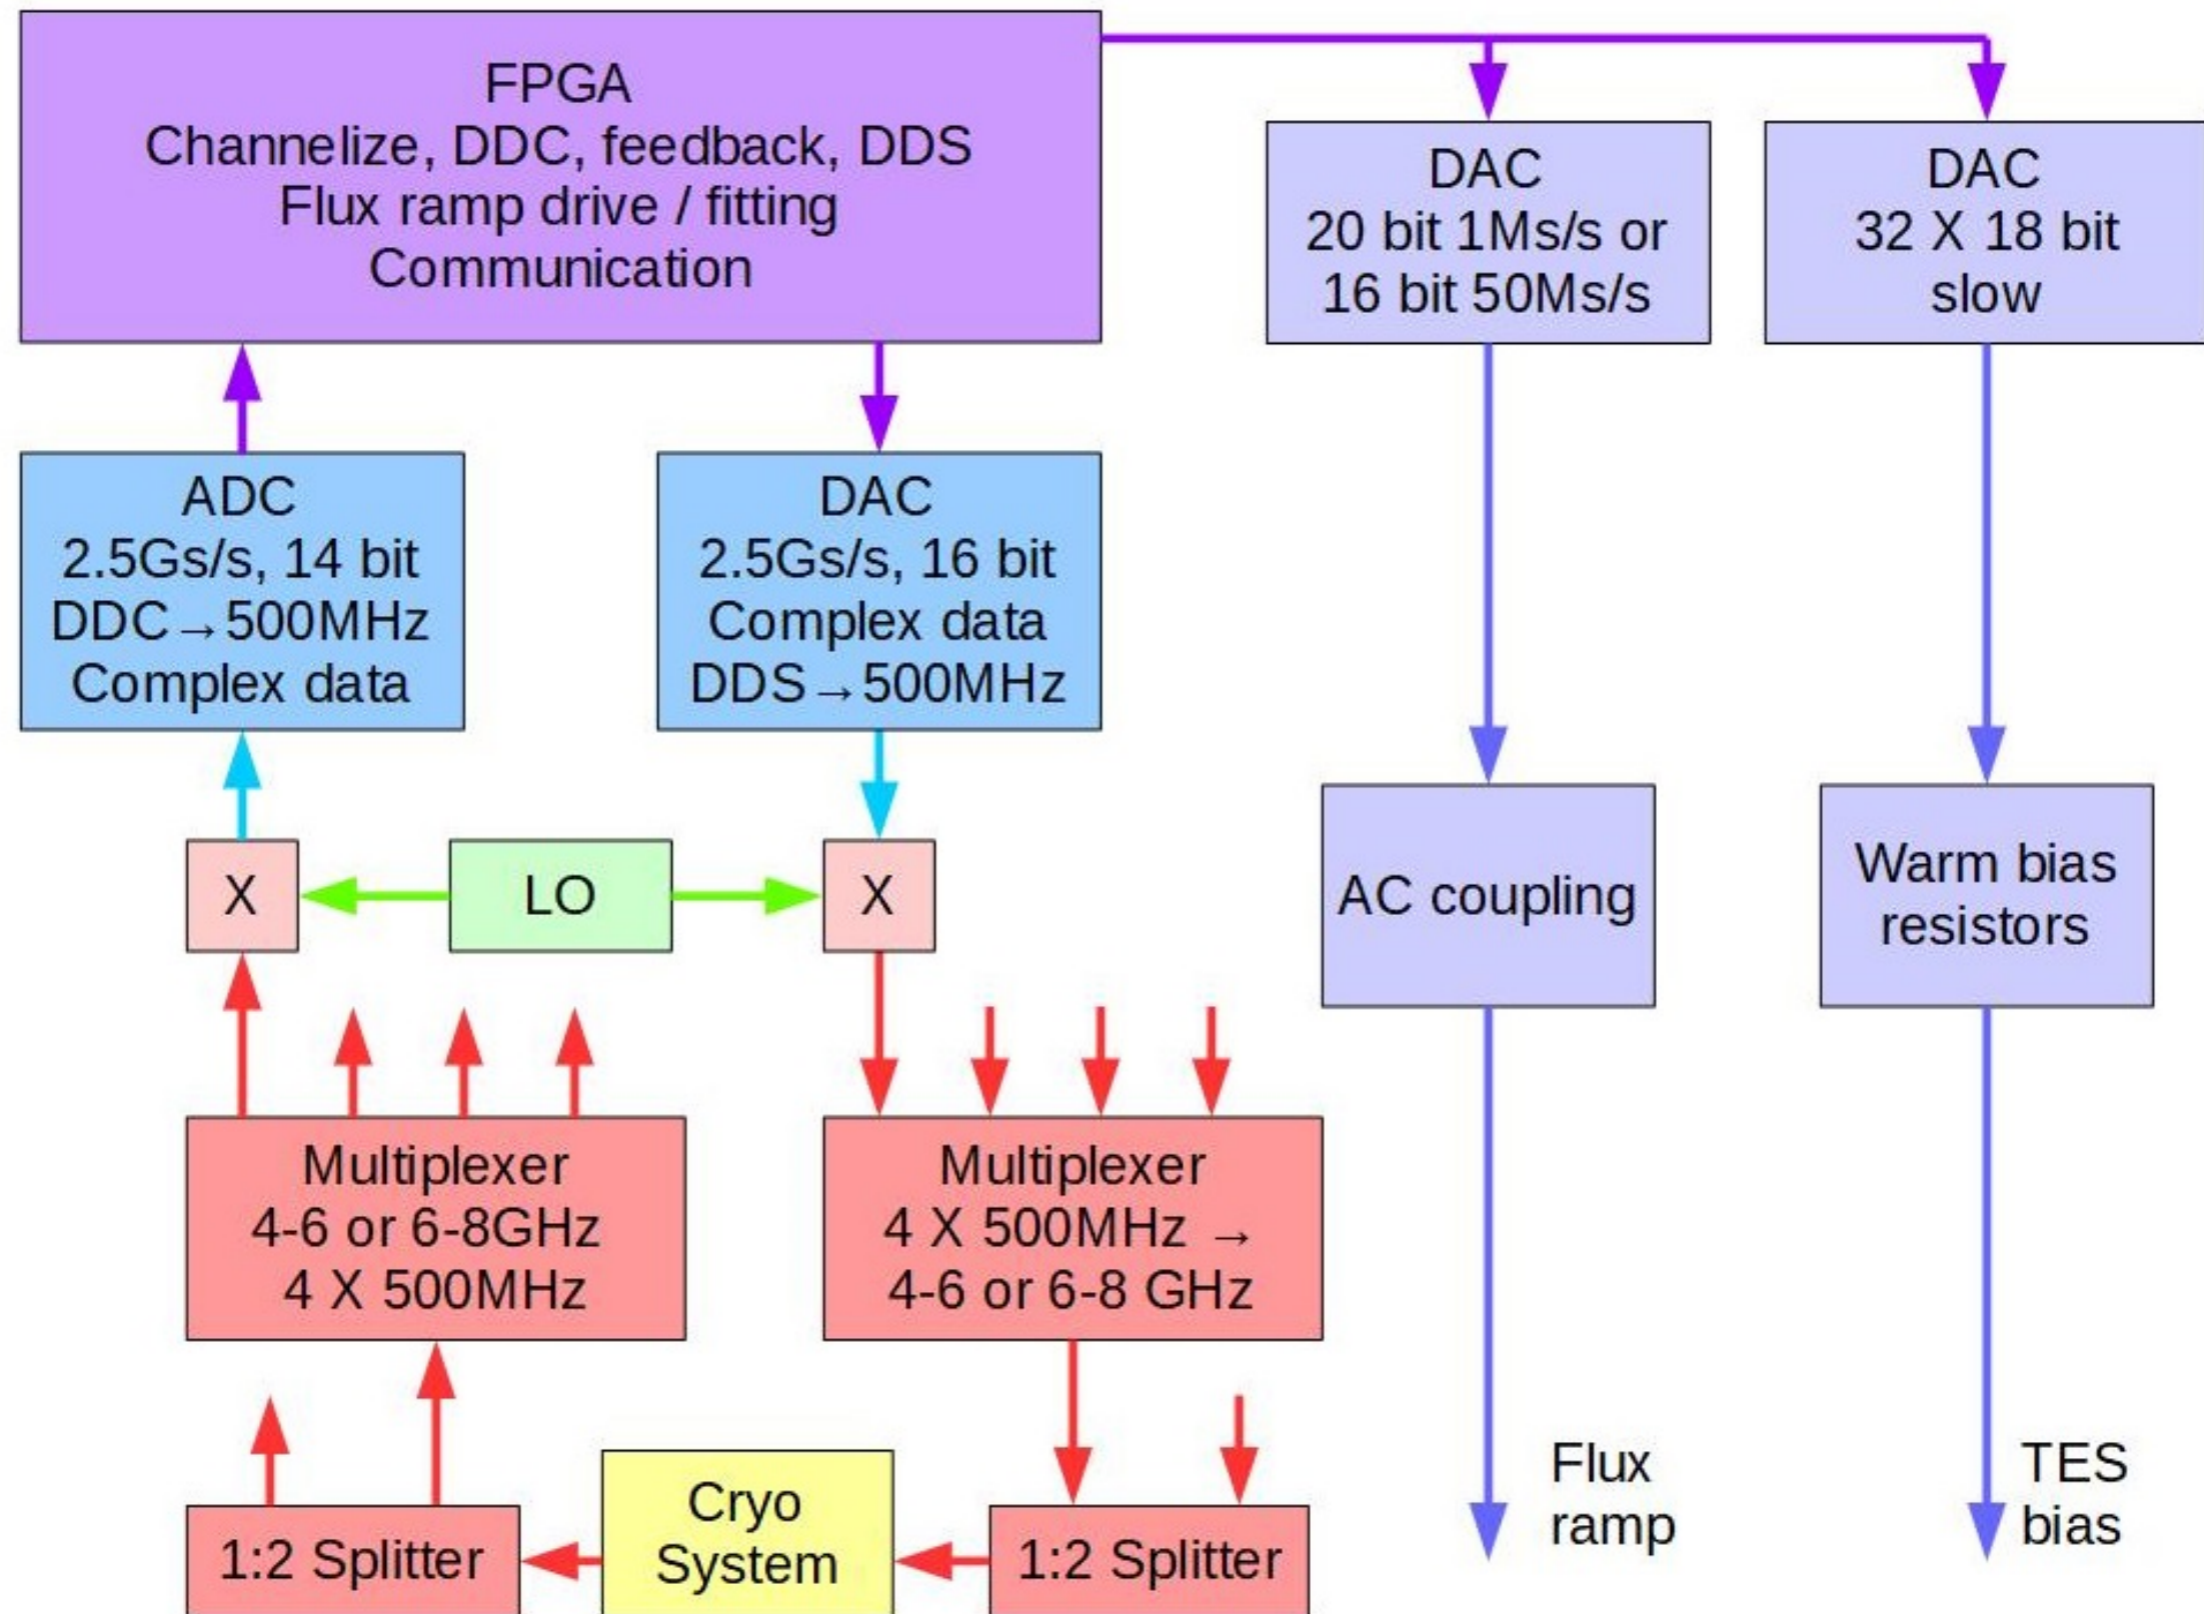 FPGA
Channelize, DDC, feedback, DDS
Flux ramp drive / fitting
Communication
DAC
20 bit 1Ms/s or
16 bit 50Ms/s
DAC
32 X 18 bit
slow
ADC
2.5Gs/s, 14 bit
DDC→500MHz
Complex data
DAC
2.5Gs/s, 16 bit
Complex data
DDS→500MHz
X
LO
X
AC coupling
Warm bias
resistors
Multiplexer
4-6 or 6-8GHz
4 X 500MHz
Multiplexer
4 X 500MHz →
4-6 or 6-8 GHz
1:2 Splitter
Cryo
System
1:2 Splitter
Flux
ramp
TES
bias